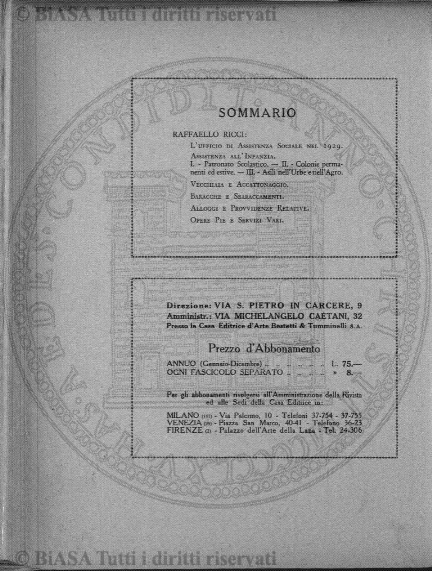 © BiASA Tutti i diritti riservati
SOMMARIO
RAFFAELLO RICCI:
L'Ufficio di Assistenza Sociale nel 1929.
Assistenza all'Infanzia.
I. - Patronato Scolastico. — II. - Colonie perma-
nenti ed estive. — III. - Asili nell'Urbe e nell'Agro.
Vecchiaia e Accattonaggio.
Baracche e Sbaraccamenti.
Alloggi e Provvidenze Relative.
Opere Pie e Servizi Vari.
Direzione: VIA S. PIETRO IN CARCERE, 9
Amministr.: VIA MICHELANGELO CAETANI, 32
Presso la Casa Editrice d'Arte Bestetti & Tumminelli S.A.
Prezzo d'Abbonamento
ANNUO (Gennaio-Dicembre) .. .. .. .. .. L. 75.—
OGNI FASCICOLO SEPARATO .. .. .. .. » 8.—
Per gli abbonamenti rivolgersi all'Amministrazione della Rivista
ed alle Sedi della Casa Editrice in:
MILANO - Via Palermo, 10 - Telefoni 37-754 - 37-755
VENEZIA - Piazza San Marco, 40-41 - Telefono 36-23
FIRENZE - Palazzo dell'Arte della Lana - Tel. 24-306
AEDES CONDIDIT ANNO
© BiASA Tutti i diritti riservati